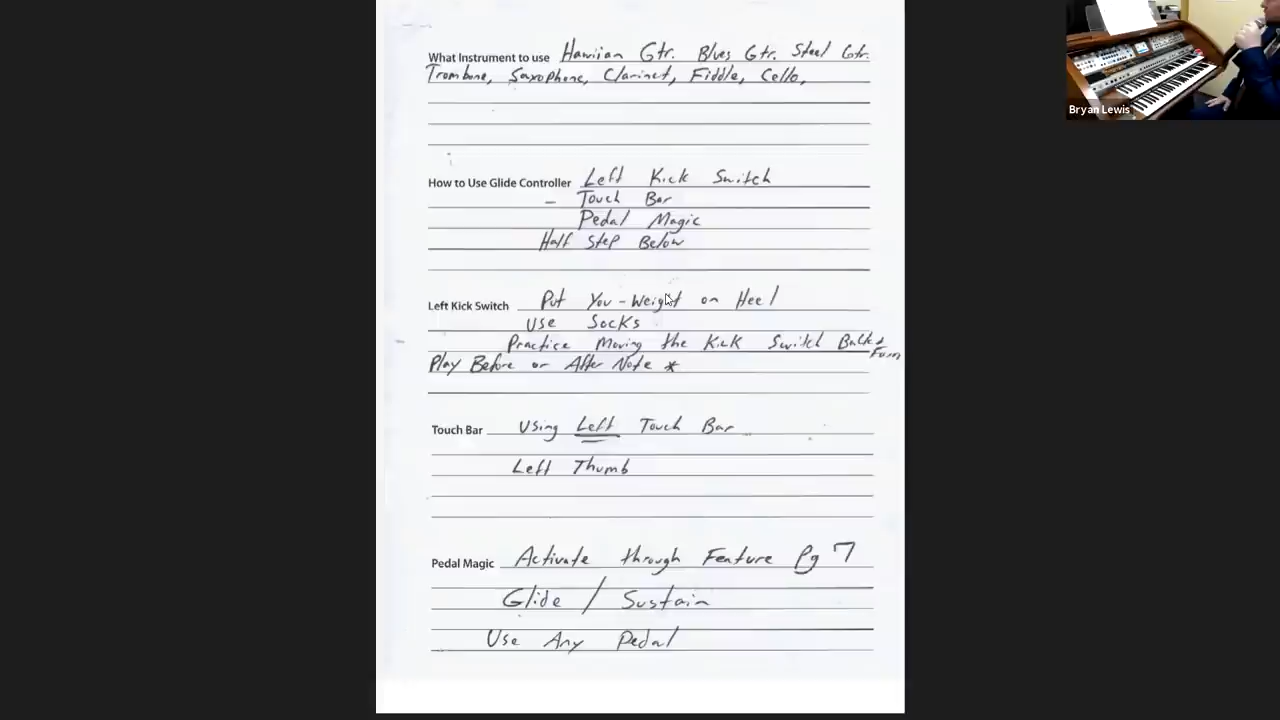 What Instrument to use Hawiian Gtr. Blues Gtr. Steel Gtr.
Trombone, Saxophone, Clarinet, Fiddle, Cello,
How to Use Glide Controller Left Kick Switch
- Touch Bar
Pedal Magic
Half Step Below
Left Kick Switch Put You-Weight on Heel
Use Socks
Practice Moving the Kick Switch Back &
Play Before or After Note *
Touch Bar Using Left Touch Bar
Left Thumb
Pedal Magic Activate through Feature Pg 7
Glide / Sustain
Use Any Pedal
Bryan Lewis